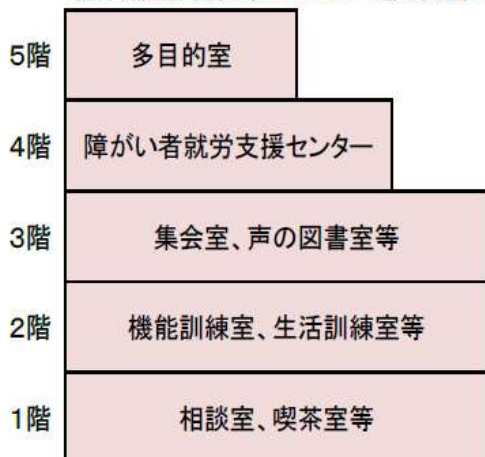 5階 多目的室
4階 障がい者就労支援センター
3階 集会室、声の図書室等
2階 機能訓練室、生活訓練室等
1階 相談室、喫茶室等